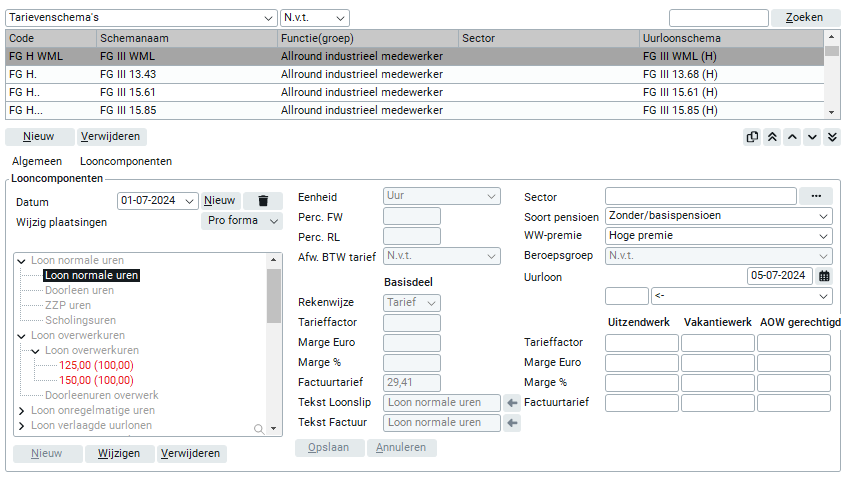 Tarievenschema's N.v.t. Zoeken
Code Schemanaam Functie(groep) Sector Uurloonschema
FG H WML FG III WML Allround industrieel medewerker FG III WML (H)
FG H. FG III 13.43 Allround industrieel medewerker FG III 13.68 (H)
FG H.. FG III 15.61 Allround industrieel medewerker FG III 15.61 (H)
FG H... FG III 15.85 Allround industrieel medewerker FG III 15.85 (H)
Nieuw Verwijderen
Algemeen Looncomponenten
Looncomponenten
Datum 01-07-2024 Nieuw
Wijzig plaatsingen Pro forma
Loon normale uren
Loon normale uren
Doorleen uren
ZZP uren
Scholingsuren
Loon overwerkuren
Loon overwerkuren
125,00 (100,00)
150,00 (100,00)
Doorleenuren overwerk
Loon onregelmatige uren
Loon verlaagde uurlonen
Nieuw Wijzigen Verwijderen
Eenheid Uur
Perc. FW
Perc. RL
Afw. BTW tarief N.v.t.
Basisdeel
Rekenwijze Tarief
Tarieffactor
Marge Euro
Marge %
Factuurtarief 29,41
Tekst Loonslip Loon normale uren
Tekst Factuur Loon normale uren
Opslaan Annuleren
Sector ...
Soort pensioen Zonder/basispensioen
WW-premie Hoge premie
Beroepsgroep N.v.t.
Uurloon 05-07-2024
<-
Uitzendwerk Vakantiewerk AOW gerechtigd
Tarieffactor
Marge Euro
Marge %
Factuurtarief